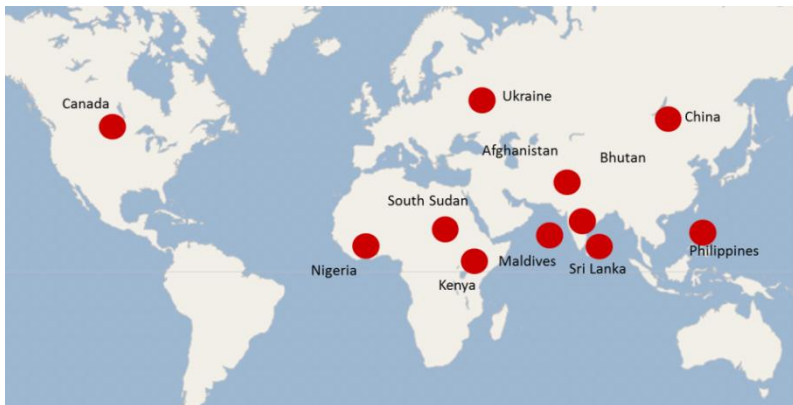 Canada
Ukraine
China
Afghanistan
Bhutan
South Sudan
Philippines
Maldives
Sri Lanka
Nigeria
Kenya